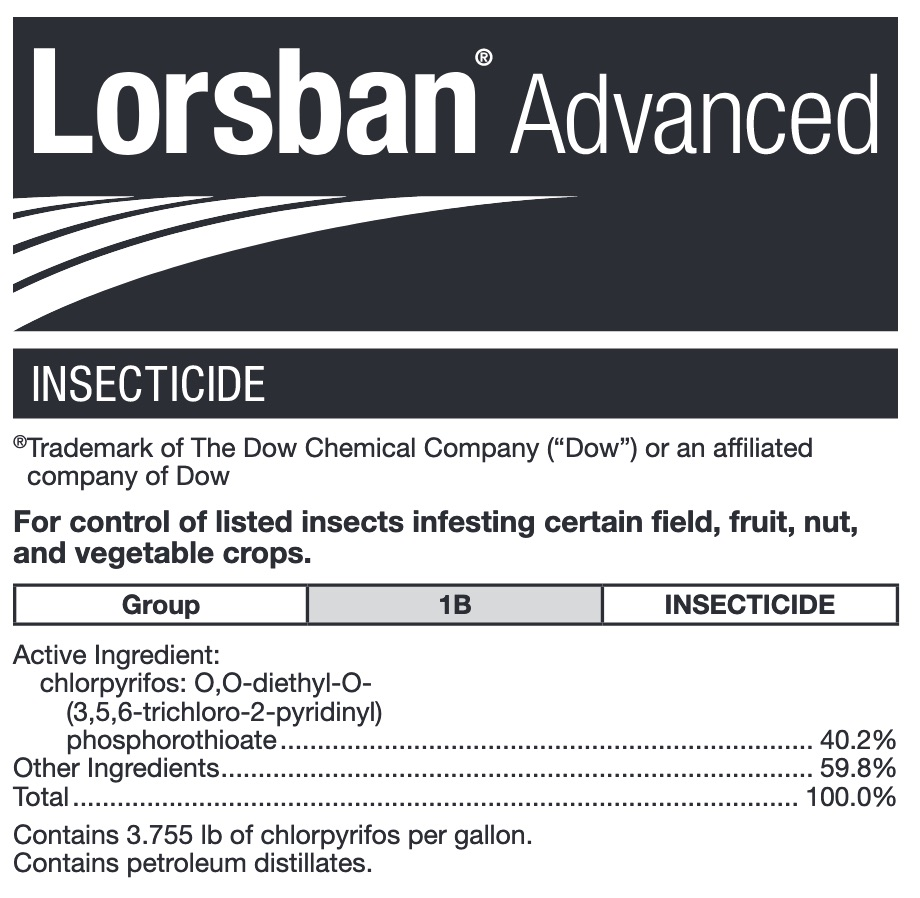 Lorsban® Advanced
INSECTICIDE
®Trademark of The Dow Chemical Company (“Dow”) or an affiliated
company of Dow
For control of listed insects infesting certain field, fruit, nut,
and vegetable crops.
Group 1B INSECTICIDE
Active Ingredient:
chlorpyrifos: O,O-diethyl-O-
(3,5,6-trichloro-2-pyridinyl)
phosphorothioate........................................................................ 40.2%
Other Ingredients................................................................................ 59.8%
Total.................................................................................................. 100.0%
Contains 3.755 lb of chlorpyrifos per gallon.
Contains petroleum distillates.